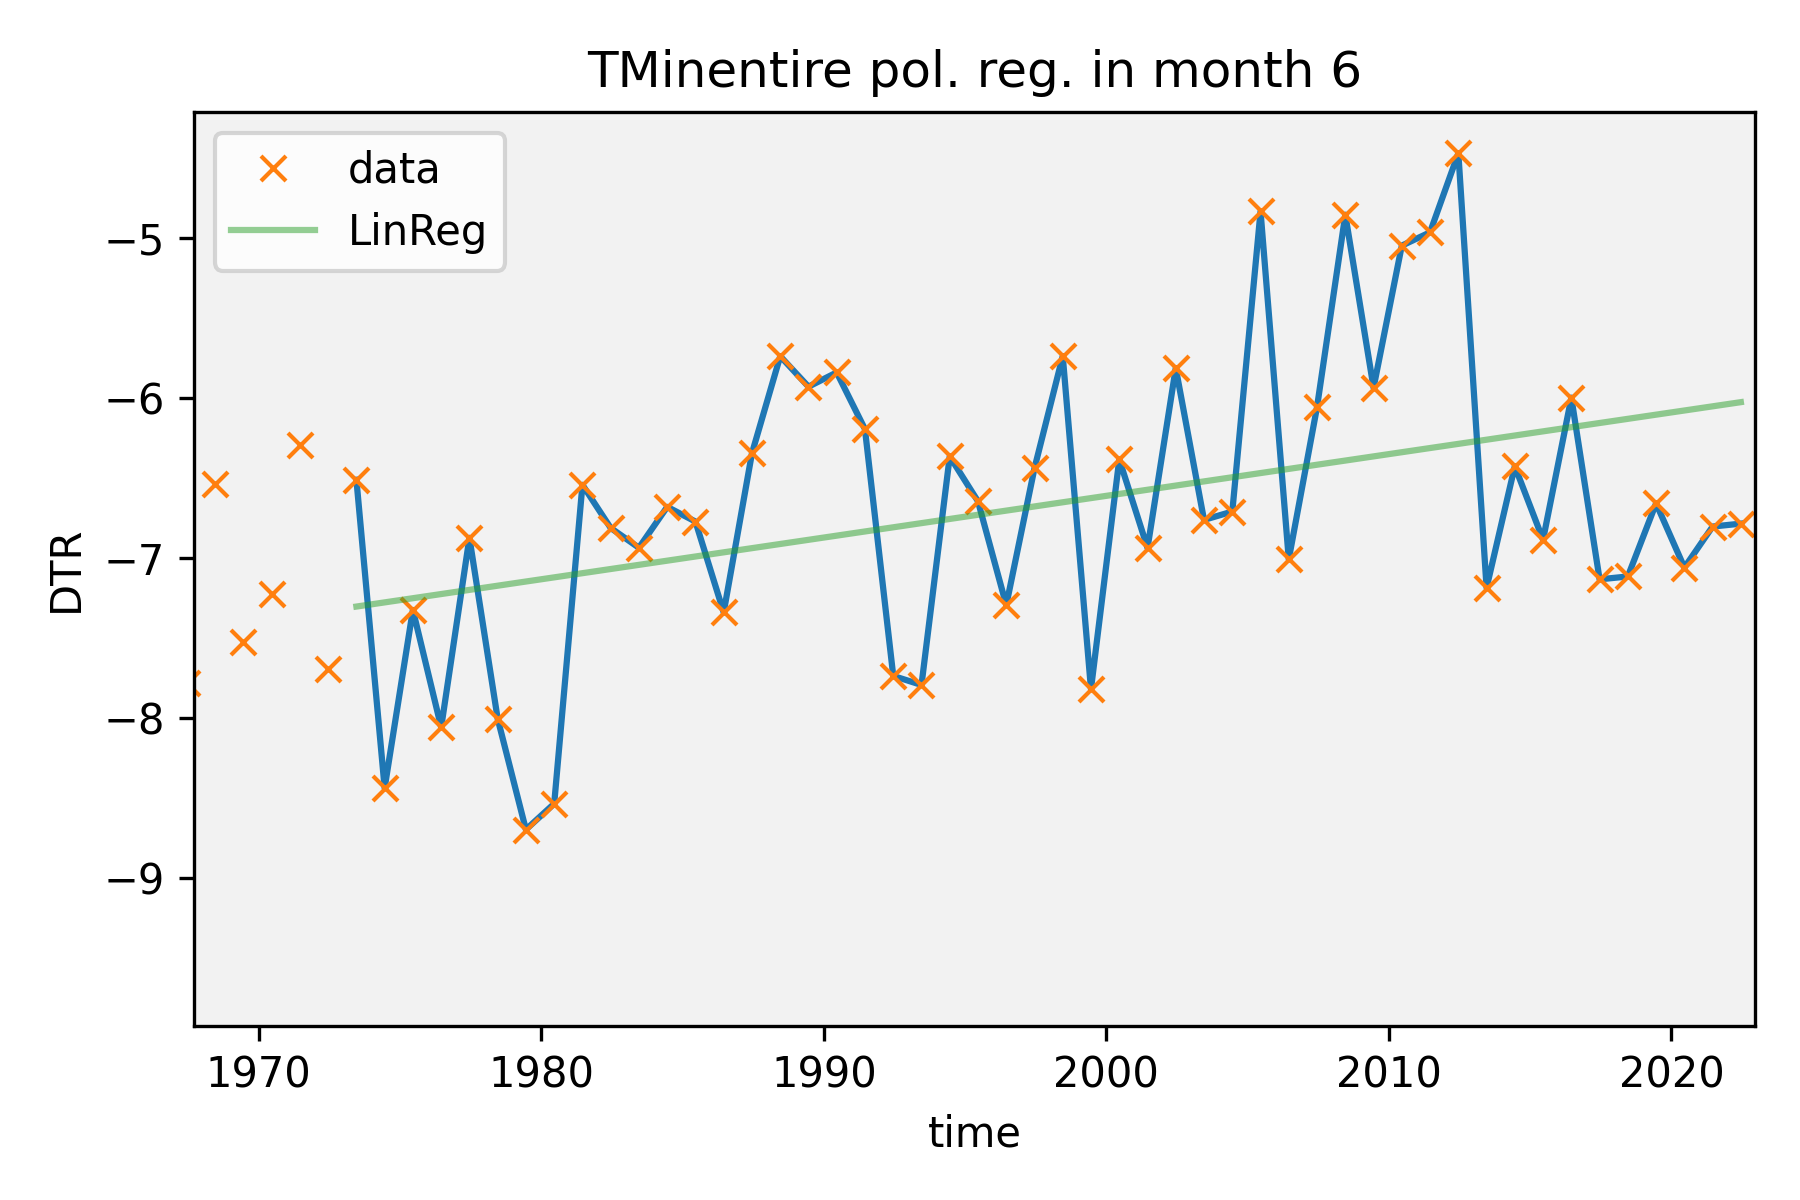 TMinentire pol. reg. in month 6
data
LinReg
DTR
−5
−6
−7
−8
−9
1970 1980 1990 2000 2010 2020
time